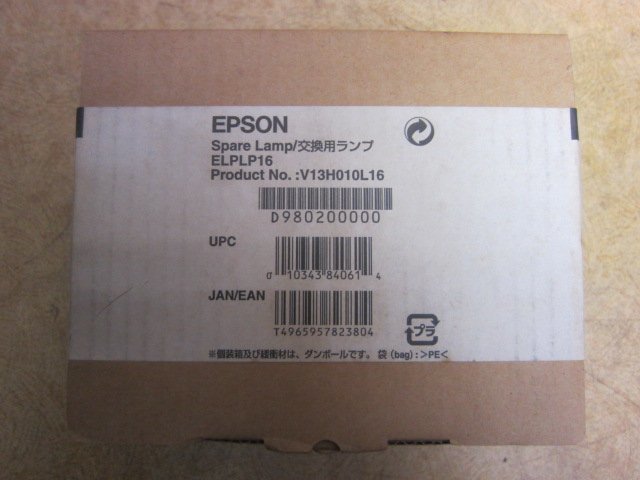 EPSON
Spare Lamp/交換用ランプ
ELPLP16
Product No. :V13H010L16
D980200000
UPC
0 10343 84061 4
JAN/EAN
T4965957823804
プラ
※個装箱及び緩衝材は、ダンボールです。 袋(bag):>PE<